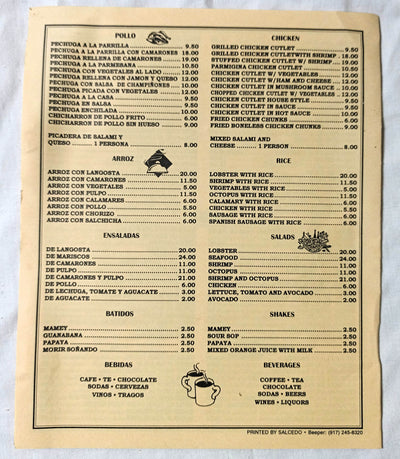 POLLO
PECHUGA A LA PARRILLA 9.50
PECHUGA A LA PARRILLA CON CAMARONES 18.00
PECHUGA RELLENA DE CAMARONES 19.00
PECHUGA A LA PARMESANA 10.50
PECHUGA CON VEGETALES AL LADO 12.00
PECHUGA RELLENA CON JAMON Y QUESO 12.00
PECHUGA CON SALSA DE CHAMPIÑONES 10.00
PECHUGA PICADA CON VEGETALES 12.00
PECHUGA A LA CASA 9.50
PECHUGA EN SALSA 9.50
PECHUGA ENCHILADA 10.00
CHICHARRON DE POLLO FRITO 6.00
CHICHARRON DE POLLO SIN HUESO 9.00
PICADERA DE SALAMI Y
QUESO 1 PERSONA 8.00
ARROZ
ARROZ CON LANGOSTA 20.00
ARROZ CON CAMARONES 11.50
ARROZ CON VEGETALES 5.00
ARROZ CON PULPO 11.50
ARROZ CON CALAMARES 6.00
ARROZ CON POLLO 5.50
ARROZ CON CHORIZO 6.00
ARROZ CON SALCHICHA 6.00
ENSALADAS
DE LANGOSTA 20.00
DE MARISCOS 24.00
DE CAMARONES 11.00
DE PULPO 11.00
DE CAMARONES Y PULPO 21.00
DE POLLO 6.00
DE LECHUGA, TOMATE Y AGUACATE 3.00
DE AGUACATE 2.00
BATIDOS
MAMEY 2.50
GUANABANA 2.50
PAPAYA 2.50
MORIR SOÑANDO 2.50
BEBIDAS
CAFE • TE • CHOCOLATE
SODAS • CERVEZAS
VINOS • TRAGOS
CHICKEN
GRILLED CHICKEN CUTLET 9.50
GRILLED CHICKEN CUTLETWITH SHRIMP 18.00
STUFFED CHICKEN CUTLET W/ SHRIMP 19.00
PARMIGINA CHICKEN CUTLET 10.50
CHICKEN CUTLET W/ VEGETABLES 12.00
CHICKEN CUTLET W/HAM AND CHEESE 12.00
CHICKEN CUTLET IN MUSHROOM SAUCE 10.00
CHOPPED CHICKEN CUTLET W/ VEGETABLES 12.00
CHICKEN CUTLET HOUSE STYLE 9.50
CHICKEN CUTLET IN SAUCE 9.50
CHICKEN CUTLET IN HOT SAUCE 10.00
FRIED CHICKEN CHUNKS 6.00
FRIED BONELESS CHICKEN CHUNKS 9.00
MIXED SALAMI AND
CHEESE 1 PERSON 8.00
RICE
LOBSTER WITH RICE 20.00
SHRIMP WITH RICE 11.50
VEGETABLES WITH RICE 5.00
OCTOPUS WITH RICE 11.50
CALAMARY WITH RICE 6.00
CHICKEN WITH RICE 5.50
SAUSAGE WITH RICE 6.00
SPANISH SAUSAGE WITH RICE 6.00
SALADS
LOBSTER 20.00
SEAFOOD 24.00
SHRIMP 11.00
OCTOPUS 11.00
SHRIMP AND OCTOPUS 21.00
CHICKEN 6.00
LETTUCE, TOMATO AND AVOCADO 3.00
AVOCADO 2.00
SHAKES
MAMEY 2.50
SOUR SOP 2.50
PAPAYA 2.50
MIXED ORANGE JUICE WITH MILK 2.50
BEVERAGES
COFFEE • TEA
CHOCOLATE
SODAS • BEERS
WINES • LIQUORS
PRINTED BY SALCEDO • Beeper: (917) 245-8320